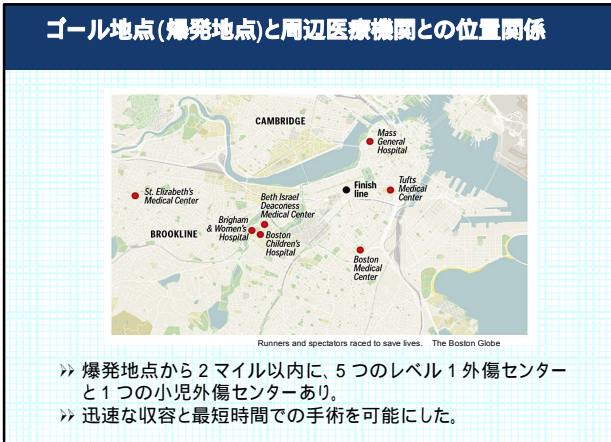 ゴール地点(爆発地点)と周辺医療機関との位置関係
CAMBRIDGE
Mass
General
Hospital
St. Elizabeth's
Medical Center
Finish
line
Tufts
Medical
Center
Beth Israel
Deaconess
Medical Center
Brigham
& Women's
Hospital
BROOKLINE
Boston
Children's
Hospital
Boston
Medical
Center
Runners and spectators raced to save lives. The Boston Globe
爆発地点から2マイル以内に、5つのレベル1外傷センター
と1つの小児外傷センターあり。
迅速な収容と最短時間での手術を可能にした。